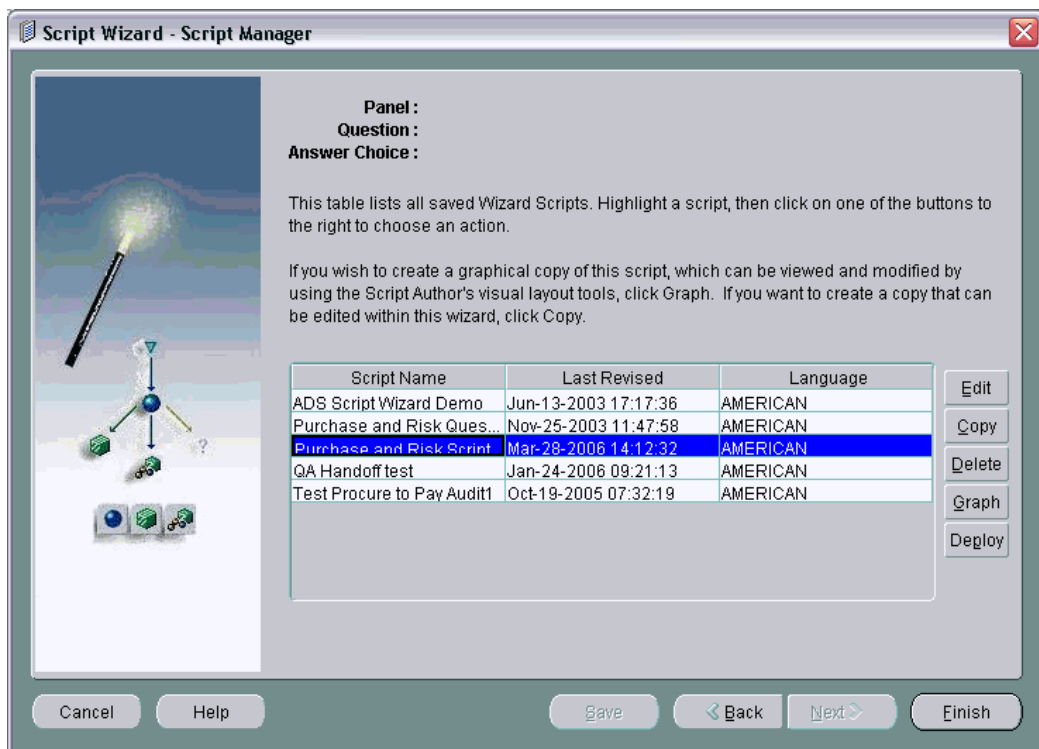 Script Wizard - Script Manager
Panel :
Question :
Answer Choice :
This table lists all saved Wizard Scripts. Highlight a script, then click on one of the buttons to
the right to choose an action.
If you wish to create a graphical copy of this script, which can be viewed and modified by
using the Script Author's visual layout tools, click Graph. If you want to create a copy that can
be edited within this wizard, click Copy.
Script Name Last Revised Language
ADS Script Wizard Demo Jun-13-2003 17:17:36 AMERICAN
Purchase and Risk Ques... Nov-25-2003 11:47:58 AMERICAN
Purchase and Risk Script Mar-28-2006 14:12:32 AMERICAN
QA Handoff test Jan-24-2006 09:21:13 AMERICAN
Test Procure to Pay Audit1 Oct-19-2005 07:32:19 AMERICAN
Edit
Copy
Delete
Graph
Deploy
?
Cancel Help Save Back Next Finish